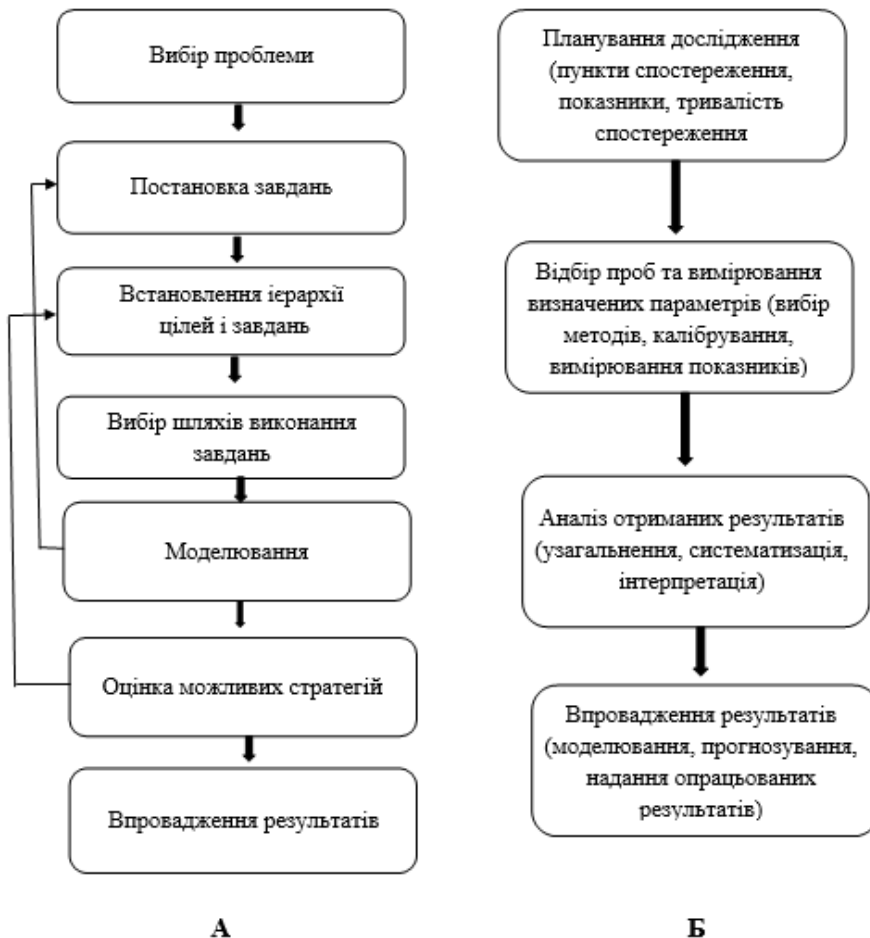 Вибір проблеми
Постановка завдань
Встановлення ієрархії
цілей і завдань
Вибір шляхів виконання
завдань
Моделювання
Оцінка можливих стратегій
Впровадження результатів
А
Планування дослідження
(пункти спостереження,
показники, тривалість
спостереження
Відбір проб та вимірювання
визначених параметрів (вибір
методів, калібрування,
вимірювання показників)
Аналіз отриманих результатів
(узагальнення, систематизація,
інтерпретація)
Впровадження результатів
(моделювання, прогнозування,
надання опрацьованих
результатів)
Б